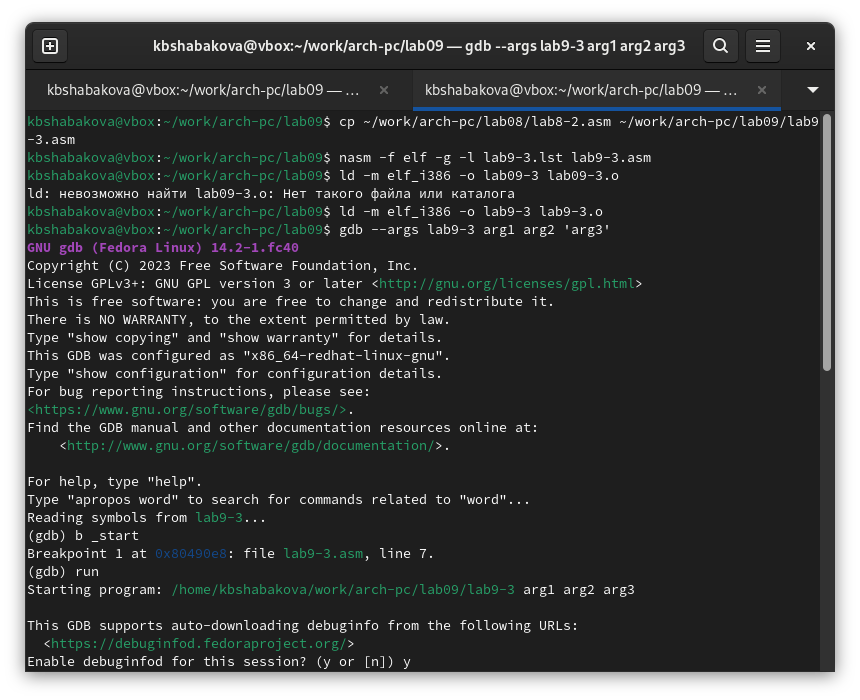 kbshabakova@vbox:~/work/arch-pc/lab09 — gdb --args lab9-3 arg1 arg2 arg3
kbshabakova@vbox:~/work/arch-pc/lab09 — ...
kbshabakova@vbox:~/work/arch-pc/lab09 — ...
kbshabakova@vbox:~/work/arch-pc/lab09$ cp ~/work/arch-pc/lab08/lab8-2.asm ~/work/arch-pc/lab09/lab9
-3.asm
kbshabakova@vbox:~/work/arch-pc/lab09$ nasm -f elf -g -l lab9-3.lst lab9-3.asm
kbshabakova@vbox:~/work/arch-pc/lab09$ ld -m elf_i386 -o lab09-3 lab09-3.o
ld: невозможно найти lab09-3.o: Нет такого файла или каталога
kbshabakova@vbox:~/work/arch-pc/lab09$ ld -m elf_i386 -o lab9-3 lab9-3.o
kbshabakova@vbox:~/work/arch-pc/lab09$ gdb --args lab9-3 arg1 arg2 'arg3'
GNU gdb (Fedora Linux) 14.2-1.fc40
Copyright (C) 2023 Free Software Foundation, Inc.
License GPLv3+: GNU GPL version 3 or later <http://gnu.org/licenses/gpl.html>
This is free software: you are free to change and redistribute it.
There is NO WARRANTY, to the extent permitted by law.
Type "show copying" and "show warranty" for details.
This GDB was configured as "x86_64-redhat-linux-gnu".
Type "show configuration" for configuration details.
For bug reporting instructions, please see:
<https://www.gnu.org/software/gdb/bugs/>.
Find the GDB manual and other documentation resources online at:
    <http://www.gnu.org/software/gdb/documentation/>.
For help, type "help".
Type "apropos word" to search for commands related to "word"...
Reading symbols from lab9-3...
(gdb) b _start
Breakpoint 1 at 0x80490e8: file lab9-3.asm, line 7.
(gdb) run
Starting program: /home/kbshabakova/work/arch-pc/lab09/lab9-3 arg1 arg2 arg3
This GDB supports auto-downloading debuginfo from the following URLs:
  <https://debuginfod.fedoraproject.org/>
Enable debuginfod for this session? (y or [n]) y